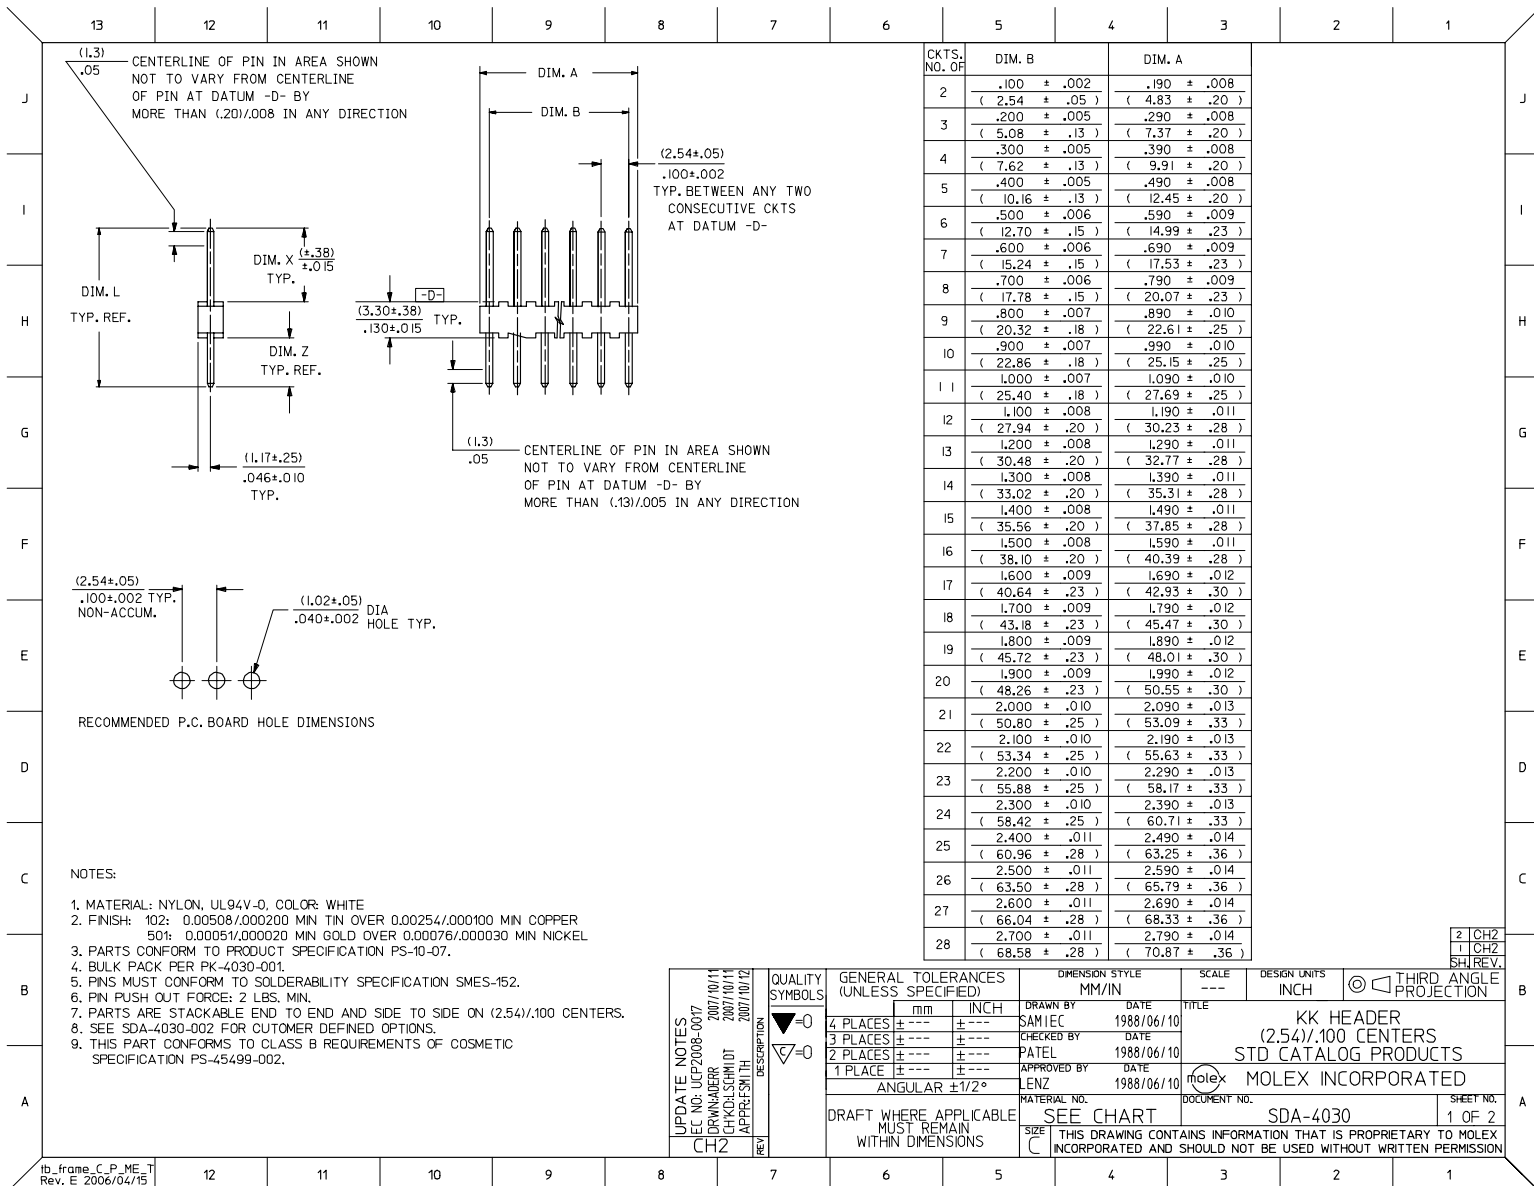 13 12 11 10 9 8 7 6 5 4 3 2 1
J
I
H
G
F
E
D
C
B
A
(1.3)
.05
CENTERLINE OF PIN IN AREA SHOWN
NOT TO VARY FROM CENTERLINE
OF PIN AT DATUM -D- BY
MORE THAN (.20)/.008 IN ANY DIRECTION
DIM. A
DIM. B
(2.54±.05)
.100±.002
TYP. BETWEEN ANY TWO
CONSECUTIVE CKTS
AT DATUM -D-
DIM. X (±.38)
±.015
TYP.
DIM. L
TYP. REF.
DIM. Z
TYP. REF.
-D-
(3.30±.38)
.130±.015
TYP.
(1.17±.25)
.046±.010
TYP.
(1.3)
.05
CENTERLINE OF PIN IN AREA SHOWN
NOT TO VARY FROM CENTERLINE
OF PIN AT DATUM -D- BY
MORE THAN (.13)/.005 IN ANY DIRECTION
(2.54±.05)
.100±.002 TYP.
NON-ACCUM.
(1.02±.05)
.040±.002
DIA
HOLE TYP.
RECOMMENDED P.C. BOARD HOLE DIMENSIONS
CKTS.
NO. OF
DIM. B DIM. A
2 .100 ± .002 .190 ± .008
( 2.54 ± .05 ) ( 4.83 ± .20 )
3 .200 ± .005 .290 ± .008
( 5.08 ± .13 ) ( 7.37 ± .20 )
4 .300 ± .005 .390 ± .008
( 7.62 ± .13 ) ( 9.91 ± .20 )
5 .400 ± .005 .490 ± .008
( 10.16 ± .13 ) ( 12.45 ± .20 )
6 .500 ± .006 .590 ± .009
( 12.70 ± .15 ) ( 14.99 ± .23 )
7 .600 ± .006 .690 ± .009
( 15.24 ± .15 ) ( 17.53 ± .23 )
8 .700 ± .006 .790 ± .009
( 17.78 ± .15 ) ( 20.07 ± .23 )
9 .800 ± .007 .890 ± .010
( 20.32 ± .18 ) ( 22.61 ± .25 )
10 .900 ± .007 .990 ± .010
( 22.86 ± .18 ) ( 25.15 ± .25 )
11 1.000 ± .007 1.090 ± .010
( 25.40 ± .18 ) ( 27.69 ± .25 )
12 1.100 ± .008 1.190 ± .011
( 27.94 ± .20 ) ( 30.23 ± .28 )
13 1.200 ± .008 1.290 ± .011
( 30.48 ± .20 ) ( 32.77 ± .28 )
14 1.300 ± .008 1.390 ± .011
( 33.02 ± .20 ) ( 35.31 ± .28 )
15 1.400 ± .008 1.490 ± .011
( 35.56 ± .20 ) ( 37.85 ± .28 )
16 1.500 ± .008 1.590 ± .011
( 38.10 ± .20 ) ( 40.39 ± .28 )
17 1.600 ± .009 1.690 ± .012
( 40.64 ± .23 ) ( 42.93 ± .30 )
18 1.700 ± .009 1.790 ± .012
( 43.18 ± .23 ) ( 45.47 ± .30 )
19 1.800 ± .009 1.890 ± .012
( 45.72 ± .23 ) ( 48.01 ± .30 )
20 1.900 ± .009 1.990 ± .012
( 48.26 ± .23 ) ( 50.55 ± .30 )
21 2.000 ± .010 2.090 ± .013
( 50.80 ± .25 ) ( 53.09 ± .33 )
22 2.100 ± .010 2.190 ± .013
( 53.34 ± .25 ) ( 55.63 ± .33 )
23 2.200 ± .010 2.290 ± .013
( 55.88 ± .25 ) ( 58.17 ± .33 )
24 2.300 ± .010 2.390 ± .013
( 58.42 ± .25 ) ( 60.71 ± .33 )
25 2.400 ± .011 2.490 ± .014
( 60.96 ± .28 ) ( 63.25 ± .36 )
26 2.500 ± .011 2.590 ± .014
( 63.50 ± .28 ) ( 65.79 ± .36 )
27 2.600 ± .011 2.690 ± .014
( 66.04 ± .28 ) ( 68.33 ± .36 )
28 2.700 ± .011 2.790 ± .014
( 68.58 ± .28 ) ( 70.87 ± .36 )
NOTES:
1. MATERIAL: NYLON, UL94V-0, COLOR: WHITE
2. FINISH: 102: 0.00508/.000200 MIN TIN OVER 0.00254/.000100 MIN COPPER
501: 0.00051/.000020 MIN GOLD OVER 0.00076/.000030 MIN NICKEL
3. PARTS CONFORM TO PRODUCT SPECIFICATION PS-10-07.
4. BULK PACK PER PK-4030-001.
5. PINS MUST CONFORM TO SOLDERABILITY SPECIFICATION SMES-152.
6. PIN PUSH OUT FORCE: 2 LBS. MIN.
7. PARTS ARE STACKABLE END TO END AND SIDE TO SIDE ON (2.54)/.100 CENTERS.
8. SEE SDA-4030-002 FOR CUTOMER DEFINED OPTIONS.
9. THIS PART CONFORMS TO CLASS B REQUIREMENTS OF COSMETIC
SPECIFICATION PS-45499-002.
2 CH2
1 CH2
SH. REV.
UPDATE NOTES
EC NO: UCP2008-0017
DRWN:ADERR 2007/10/11
CH'KD:LSCHMIDT 2007/10/11
APPR:FSMITH 2007/10/12
CH2
DESCRIPTION
REV
QUALITY
SYMBOLS
=0
C =0
GENERAL TOLERANCES
(UNLESS SPECIFIED)
mm INCH
4 PLACES ±--- ±---
3 PLACES ±--- ±---
2 PLACES ±--- ±---
1 PLACE ±--- ±---
ANGULAR ±1/2°
DRAFT WHERE APPLICABLE
MUST REMAIN
WITHIN DIMENSIONS
DIMENSION STYLE
MM/IN
SCALE
---
DESIGN UNITS
INCH
THIRD ANGLE
PROJECTION
DRAWN BY DATE
SAMIEC 1988/06/10
CHECKED BY DATE
PATEL 1988/06/10
APPROVED BY DATE
LENZ 1988/06/10
TITLE
KK HEADER
(2.54)/.100 CENTERS
STD CATALOG PRODUCTS
molex MOLEX INCORPORATED
MATERIAL NO.
SEE CHART
DOCUMENT NO.
SDA-4030
SHEET NO.
1 OF 2
SIZE
C
THIS DRAWING CONTAINS INFORMATION THAT IS PROPRIETARY TO MOLEX
INCORPORATED AND SHOULD NOT BE USED WITHOUT WRITTEN PERMISSION
tb_frame_C_P_ME_T
Rev. E 2006/04/15
12 11 10 9 8 7 6 5 4 3 2 1
J
I
H
G
F
E
D
C
B
A